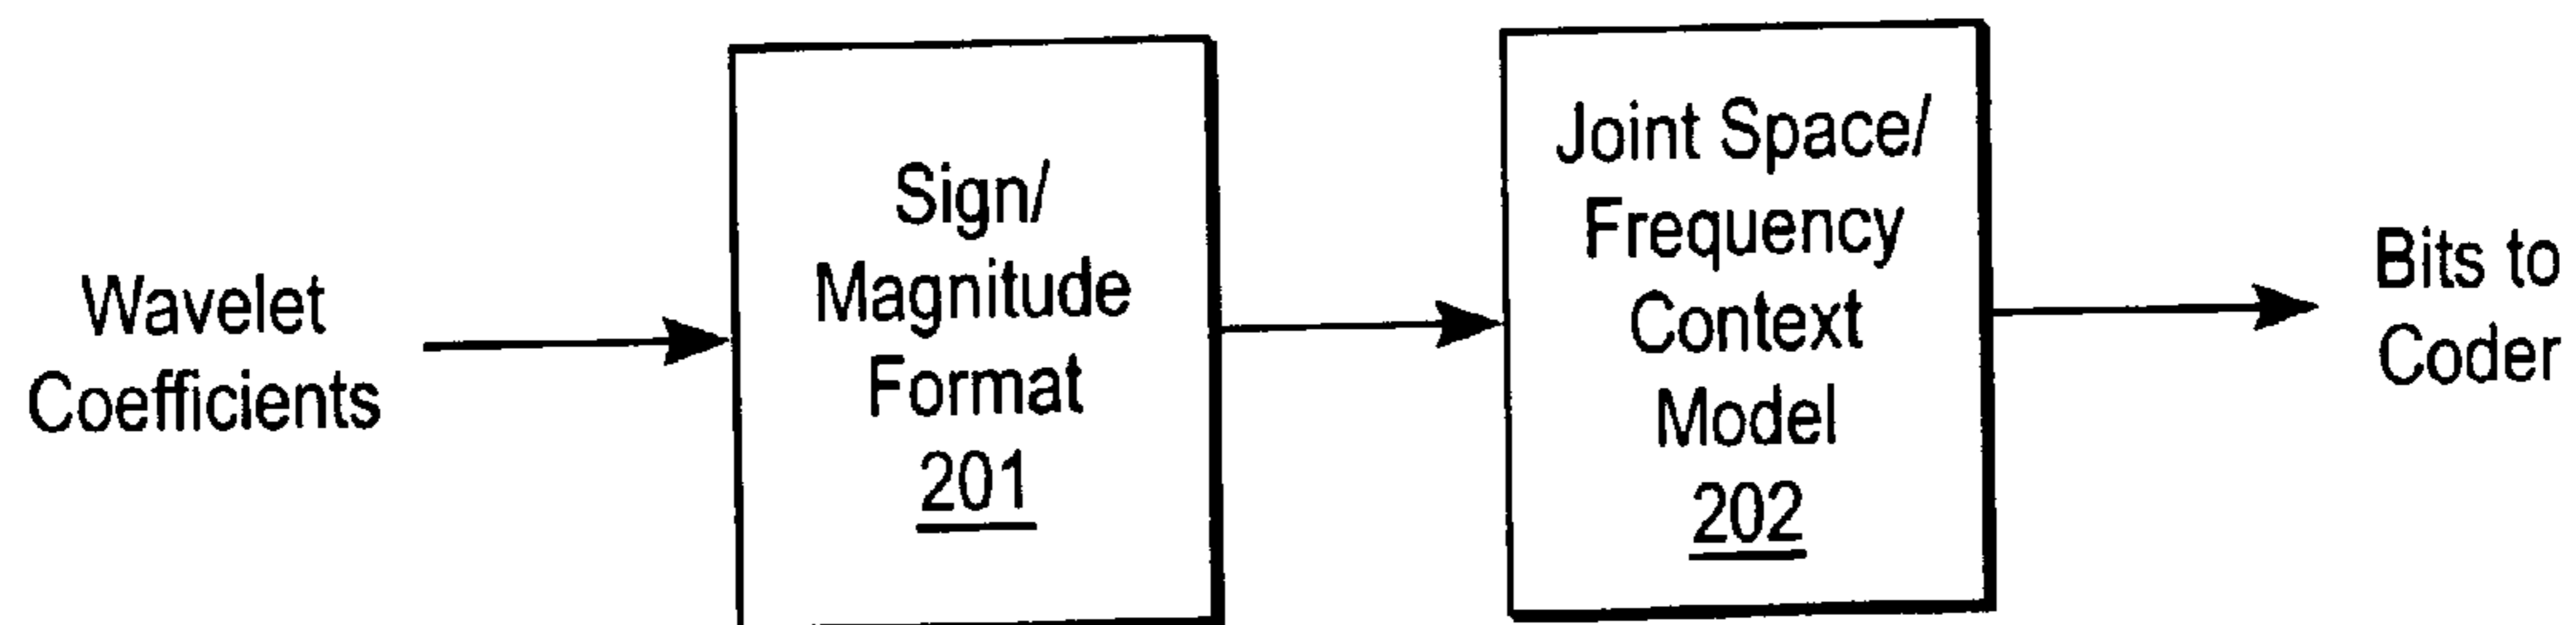 Wavelet
Coefficients
Sign/
Magnitude
Format
201
Joint Space/
Frequency
Context
Model
202
Bits to
Coder